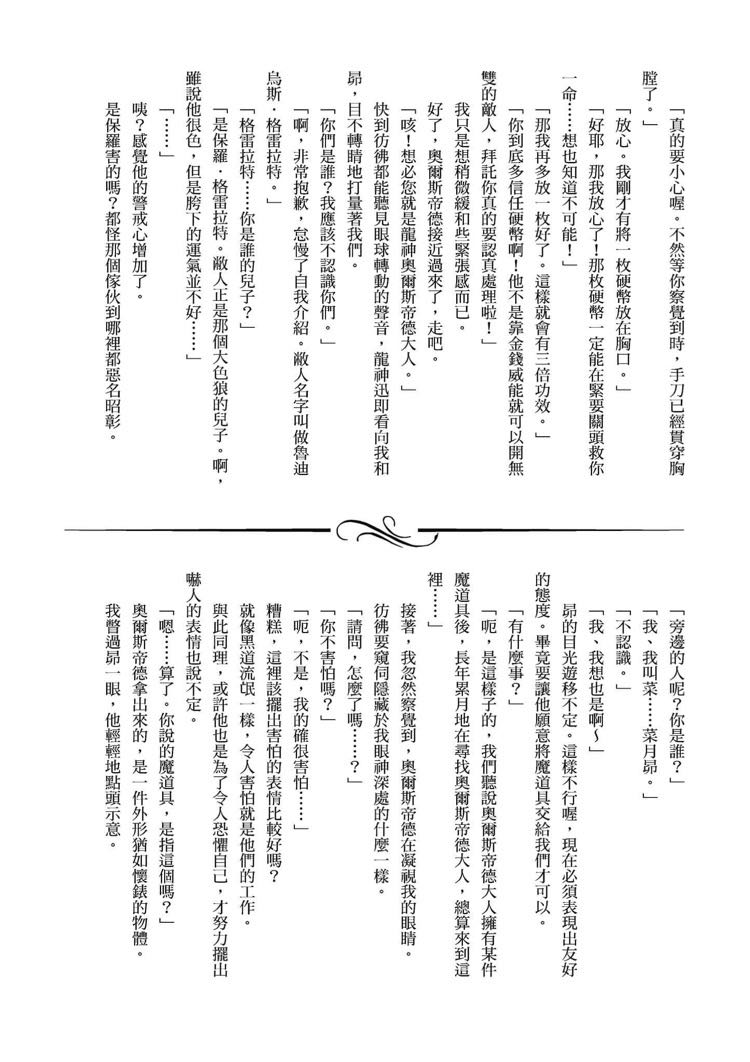 「真的要小心喔。不然等你察覺到時，手刀已經貫穿胸
膛了。」
「放心。我剛才有將一枚硬幣放在胸口。」
「好耶，那我放心了！那枚硬幣一定能在緊要關頭救你
一命……想也知道不可能！」
「那我再多放一枚好了。這樣就會有三倍功效。」
「你到底多信任硬幣啊！他不是靠金錢威能就可以開無
雙的敵人，拜託你真的要認真處理啦！」
我只是想稍微緩和些緊張感而已。
好了，奧爾斯帝德接近過來了，走吧。
「咳！想必您就是龍神奧爾斯帝德大人。」
快到彷彿都能聽見眼球轉動的聲音，龍神迅即看向我和
昴，目不轉睛地打量著我們。
「你們是誰？我應該不認識你們。」
「啊，非常抱歉，怠慢了自我介紹。敝人名字叫做魯迪
烏斯．格雷拉特。」
「格雷拉特……你是誰的兒子？」
「是保羅．格雷拉特。敝人正是那個大色狼的兒子。啊，
雖說他很色，但是胯下的運氣並不好……」
「……」
咦？感覺他的警戒心增加了。
是保羅害的嗎？都怪那個傢伙到哪裡都惡名昭彰。
「旁邊的人呢？你是誰？」
「我、我叫菜……菜月昴。」
「不認識。」
「我、我想也是啊～」
昴的目光遊移不定。這樣不行喔，現在必須表現出友好
的態度。畢竟要讓他願意將魔道具交給我們才可以。
「有什麼事？」
「呃，是這樣子的，我們聽說奧爾斯帝德大人擁有某件
魔道具後，長年累月地在尋找奧爾斯帝德大人，總算來到這
裡……」
接著，我忽然察覺到，奧爾斯帝德在凝視我的眼睛。
彷彿要窺伺隱藏於我眼神深處的什麼一樣。
「請問，怎麼了嗎……？」
「你不害怕嗎？」
「呃，不是，我的確很害怕……」
糟糕，這裡該擺出害怕的表情比較好嗎？
就像黑道流氓一樣，令人害怕就是他們的工作。
與此同理，或許他也是為了令人恐懼自己，才努力擺出
嚇人的表情也說不定。
「嗯……算了。你說的魔道具，是指這個嗎？」
奧爾斯帝德拿出來的，是一件外形猶如懷錶的物體。
我瞥過昴一眼，他輕輕地點頭示意。